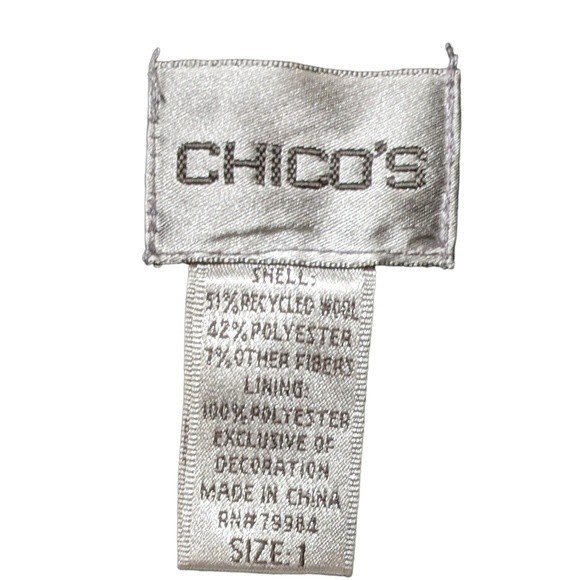 CHICO'S
SHELL:
51% RECYCLED WOOL
42% POLYESTER
7% OTHER FIBERS
LINING:
100% POLYESTER
EXCLUSIVE OF
DECORATION
MADE IN CHINA
RN# 79984
SIZE: 1